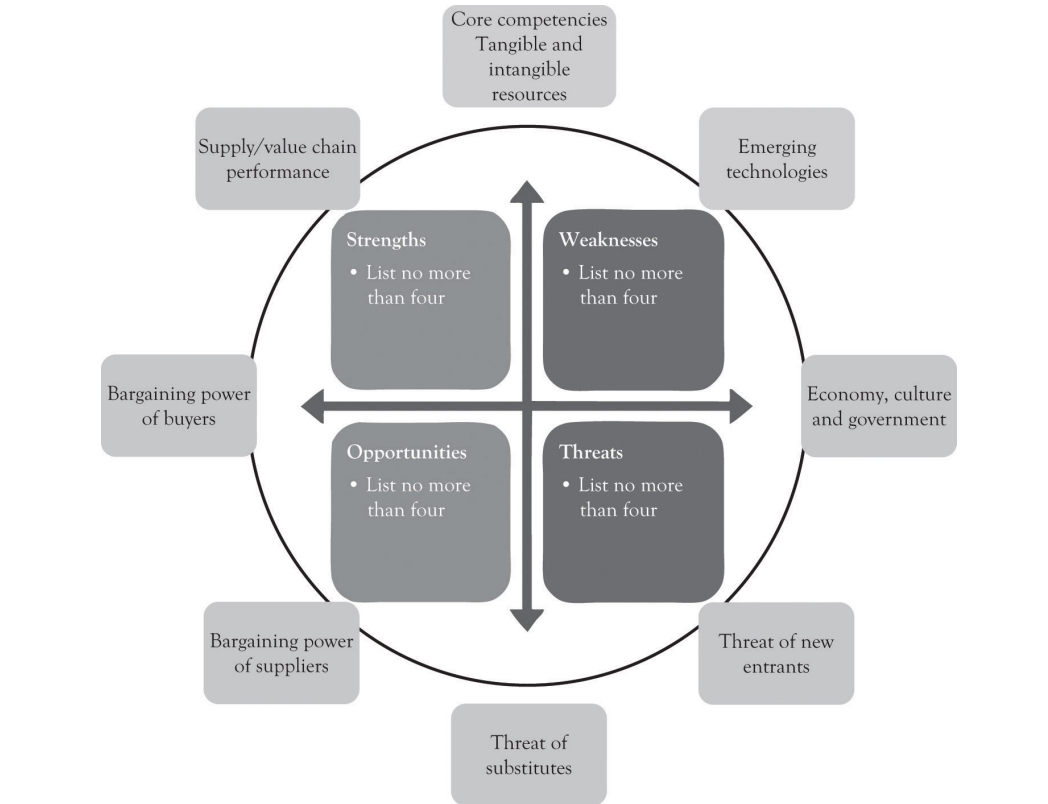 Core competencies
Tangible and
intangible
resources
Supply/value chain
performance
Emerging
technologies
Strengths
• List no more
than four
Weaknesses
• List no more
than four
Bargaining power
of buyers
Economy, culture
and government
Opportunities
• List no more
than four
Threats
• List no more
than four
Bargaining power
of suppliers
Threat of new
entrants
Threat of
substitutes